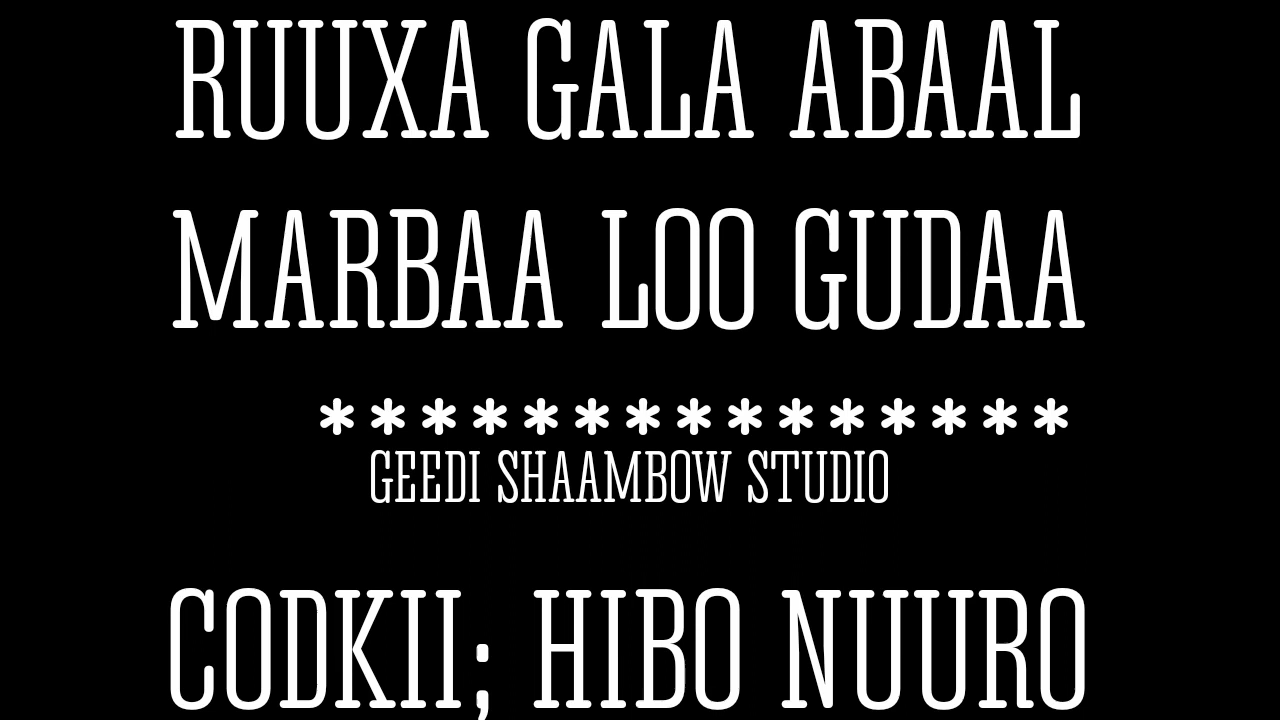 RUUXA GALA ABAAL
MARBAA LOO GUDAA
***************
GEEDI SHAAMBOW STUDIO
CODKII; HIBO NUURO